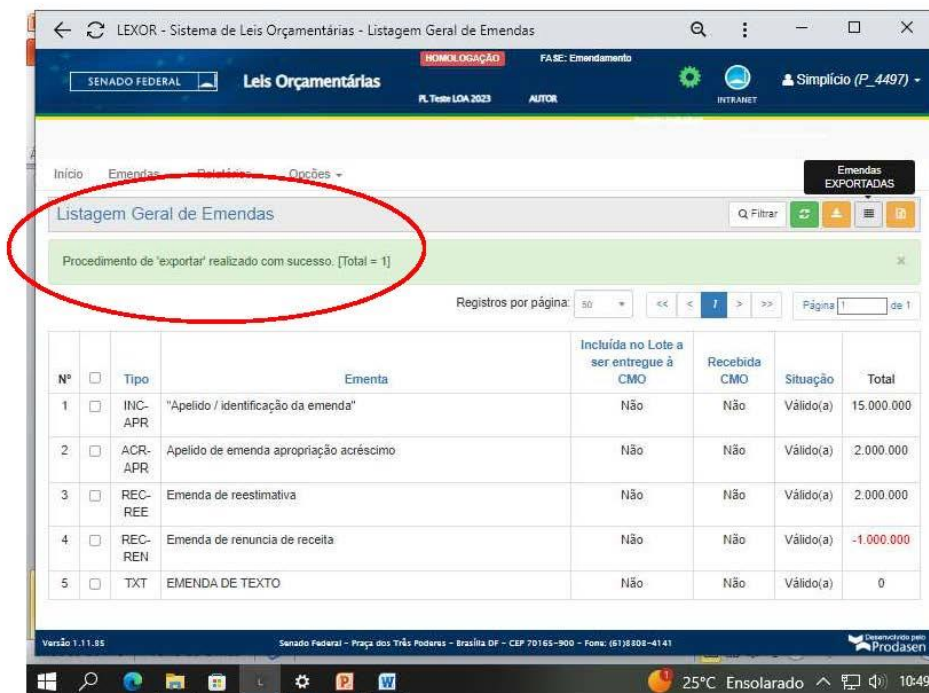 LEXOR - Sistema de Leis Orçamentárias - Listagem Geral de Emendas
HOMOLOGAÇÃO FASE: Emendamento
SENADO FEDERAL Leis Orçamentárias INTRANET Simplício (P_4497)
PL Teste LOA 2023 AUTOR
Início Emendas Relatórios Opções
Emendas EXPORTADAS
Listagem Geral de Emendas Filtrar
Procedimento de 'exportar' realizado com sucesso. [Total = 1] ×
Registros por página: 50 << < 1 > >> Página 1 de 1
Nº Tipo Ementa Incluída no Lote a ser entregue à CMO Recebida CMO Situação Total
1 INC-APR "Apelido / identificação da emenda" Não Não Válido(a) 15.000.000
2 ACR-APR Apelido de emenda apropriação acréscimo Não Não Válido(a) 2.000.000
3 REC-REE Emenda de reestimativa Não Não Válido(a) 2.000.000
4 REC-REN Emenda de renuncia de receita Não Não Válido(a) -1.000.000
5 TXT EMENDA DE TEXTO Não Não Válido(a) 0
Versão 1.11.85 Senado Federal - Praça dos Três Poderes - Brasília DF - CEP 70165-900 - Fone: (61)3303-4141 Desenvolvido pelo Prodasen
25°C Ensolarado 10:49